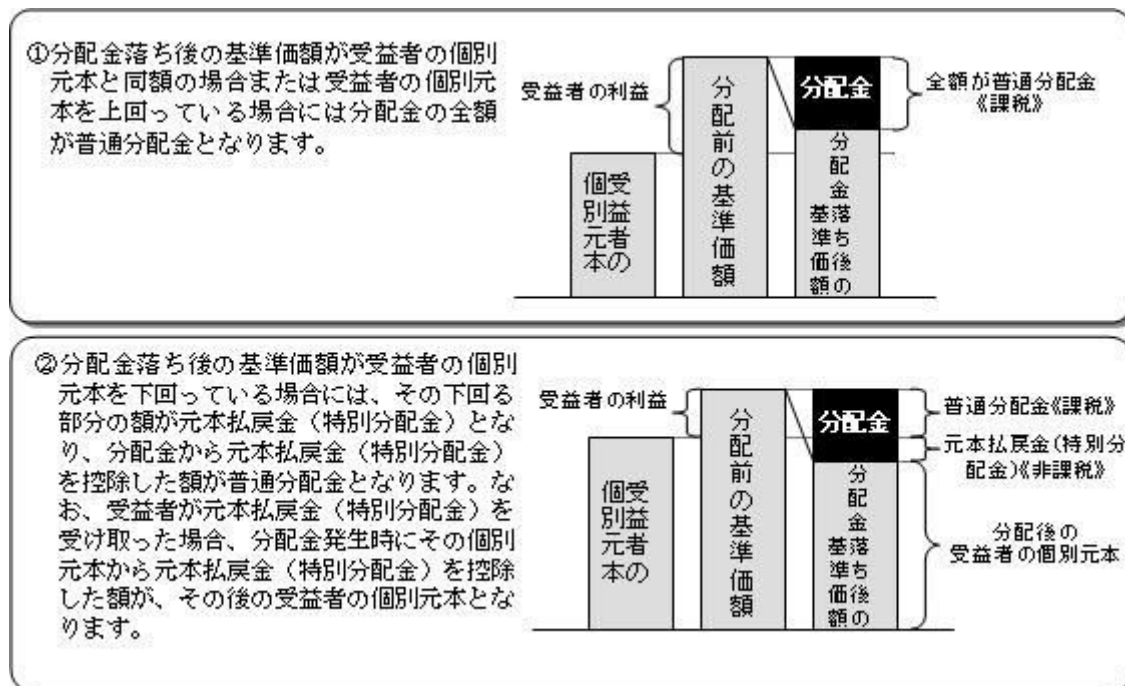 ①分配金落ち後の基準価額が受益者の個別
元本と同額の場合または受益者の個別元
本を上回っている場合には分配金の全額
が普通分配金となります。
受益者の利益
受益者の
個別元本
分配前の基準価額
分配金
分配金落ち後の
基準価額
全額が普通分配金
《課税》
②分配金落ち後の基準価額が受益者の個別
元本を下回っている場合には、その下回る
部分の額が元本払戻金（特別分配金）とな
り、分配金から元本払戻金（特別分配金）
を控除した額が普通分配金となります。な
お、受益者が元本払戻金（特別分配金）を
受け取った場合、分配金発生時にその個別
元本から元本払戻金（特別分配金）を控除
した額が、その後の受益者の個別元本とな
ります。
受益者の利益
受益者の
個別元本
分配前の基準価額
分配金
分配金落ち後の
基準価額
普通分配金《課税》
元本払戻金(特別分
配金)《非課税》
分配後の
受益者の個別元本